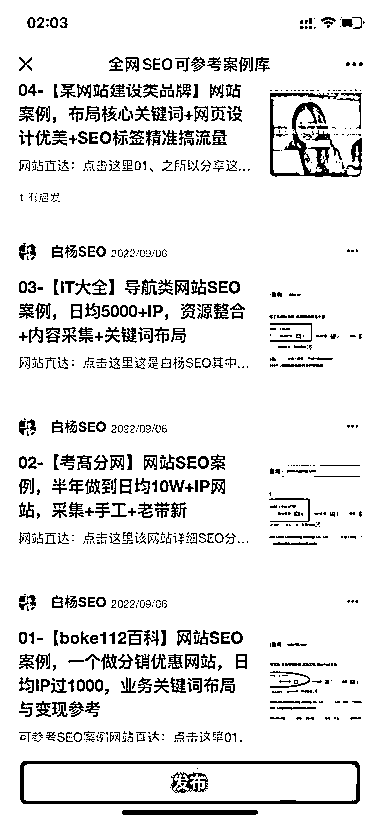 02:03
全网SEO可参考案例库
04-【某网站建设类品牌】网站
案例，布局核心关键词+网页设
计优美+SEO标签精准搞流量
网站直达：点击这里01、之所以分享这...
白杨SEO 2022/09/06
03-【IT大全】导航类网站SEO
案例，日均5000+IP，资源整合
+内容采集+关键词布局
网站直达：点击这里这是白杨SEO其中...
白杨SEO 2022/09/06
02-【考高分网】网站SEO案
例，半年做到日均10W+IP网
站，采集+手工+老带新
网站直达：点击这里该网站详细SEO分...
白杨SEO 2022/09/06
01-【boke112百科】网站SEO
案例，一个做分销优惠网站，日
均IP过1000，业务关键词布局
与变现参考
可参考SEO案例网站直达：点击这里01.
发布